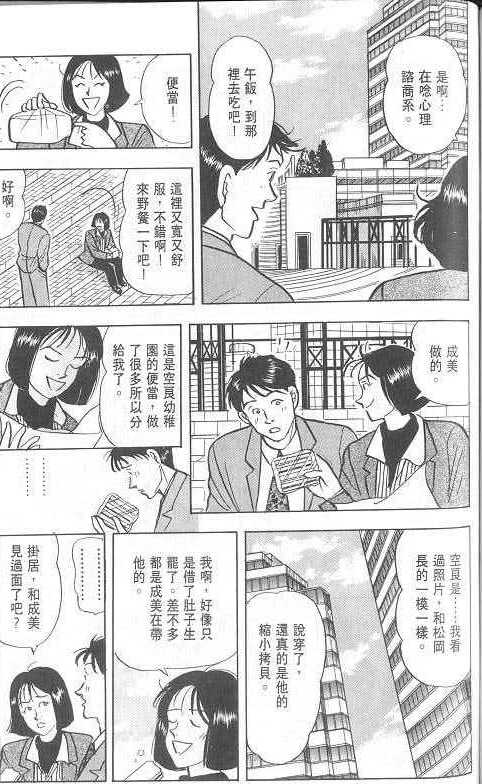 是啊…
在唸心理
諮商系。
午飯，到那
裡去吃吧！
便當！
這裡又寬又舒
服，不錯啊！
來野餐一下吧！
好啊。
成美
做的。
這是空良幼稚
園的便當，做
了很多所以分
給我了。
…………
空良是……我看
過照片，和松岡
長的一模一樣。
說穿了，
還真的是他的
縮小拷貝。
我啊，好像只
是借了肚子生
罷了。差不多
都是成美在帶
他的。
…………
掛居，和成美
見過面了吧？